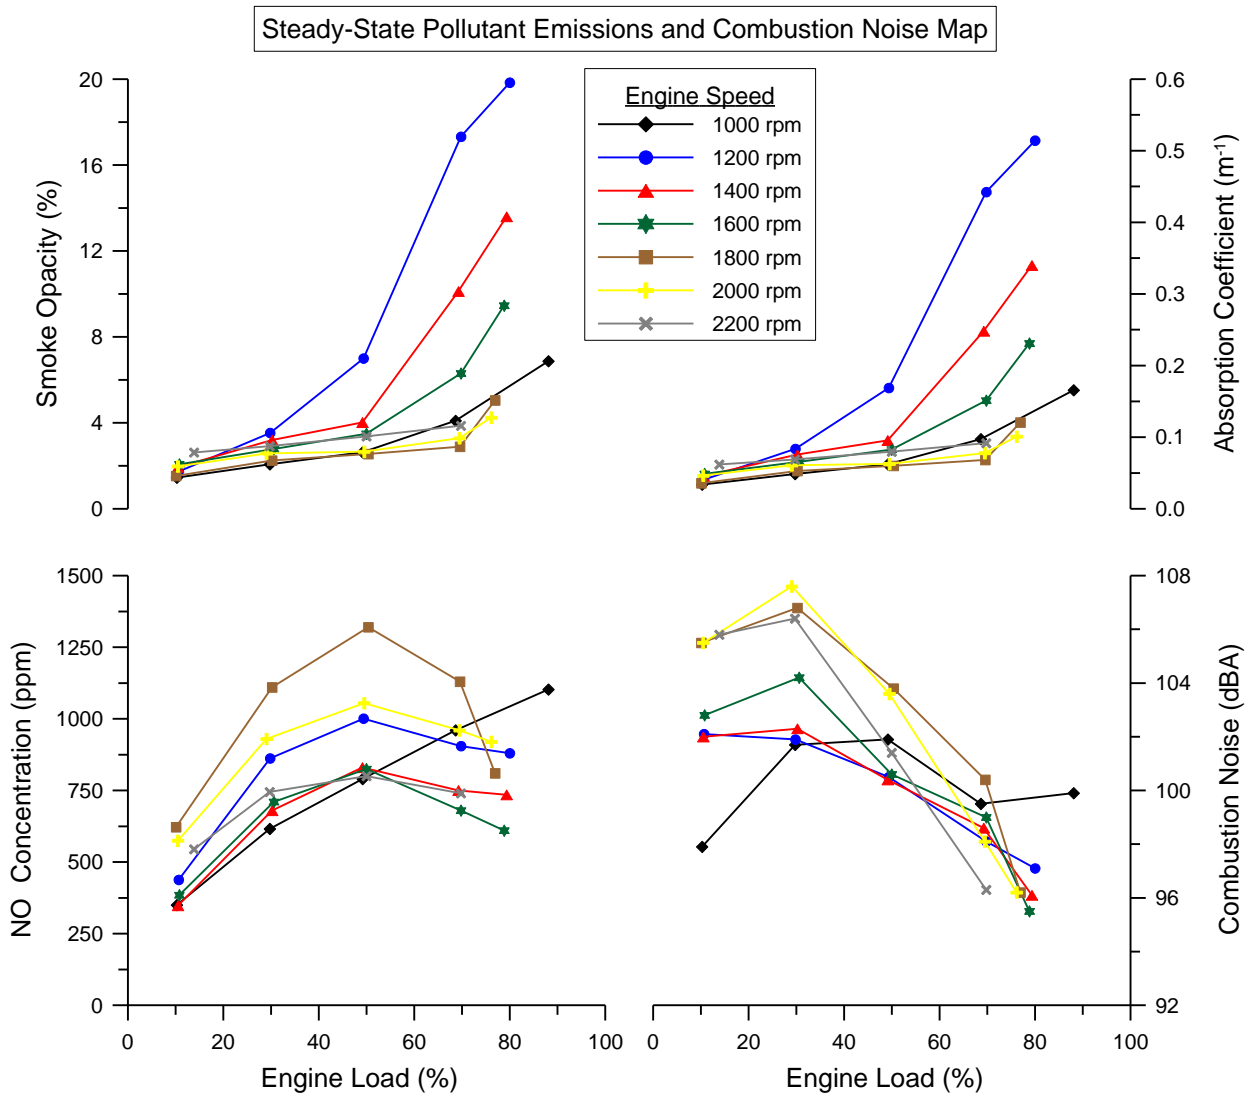 Steady-State Pollutant Emissions and Combustion Noise Map
Smoke Opacity (%)
20
16
12
8
4
0
Engine Speed
1000 rpm
1200 rpm
1400 rpm
1600 rpm
1800 rpm
2000 rpm
2200 rpm
0.6
0.5
0.4
0.3
0.2
0.1
0.0
Absorption Coefficient (m⁻¹)
NO Concentration (ppm)
1500
1250
1000
750
500
250
0
0 20 40 60 80 100
Engine Load (%)
108
104
100
96
92
Combustion Noise (dBA)
0 20 40 60 80 100
Engine Load (%)